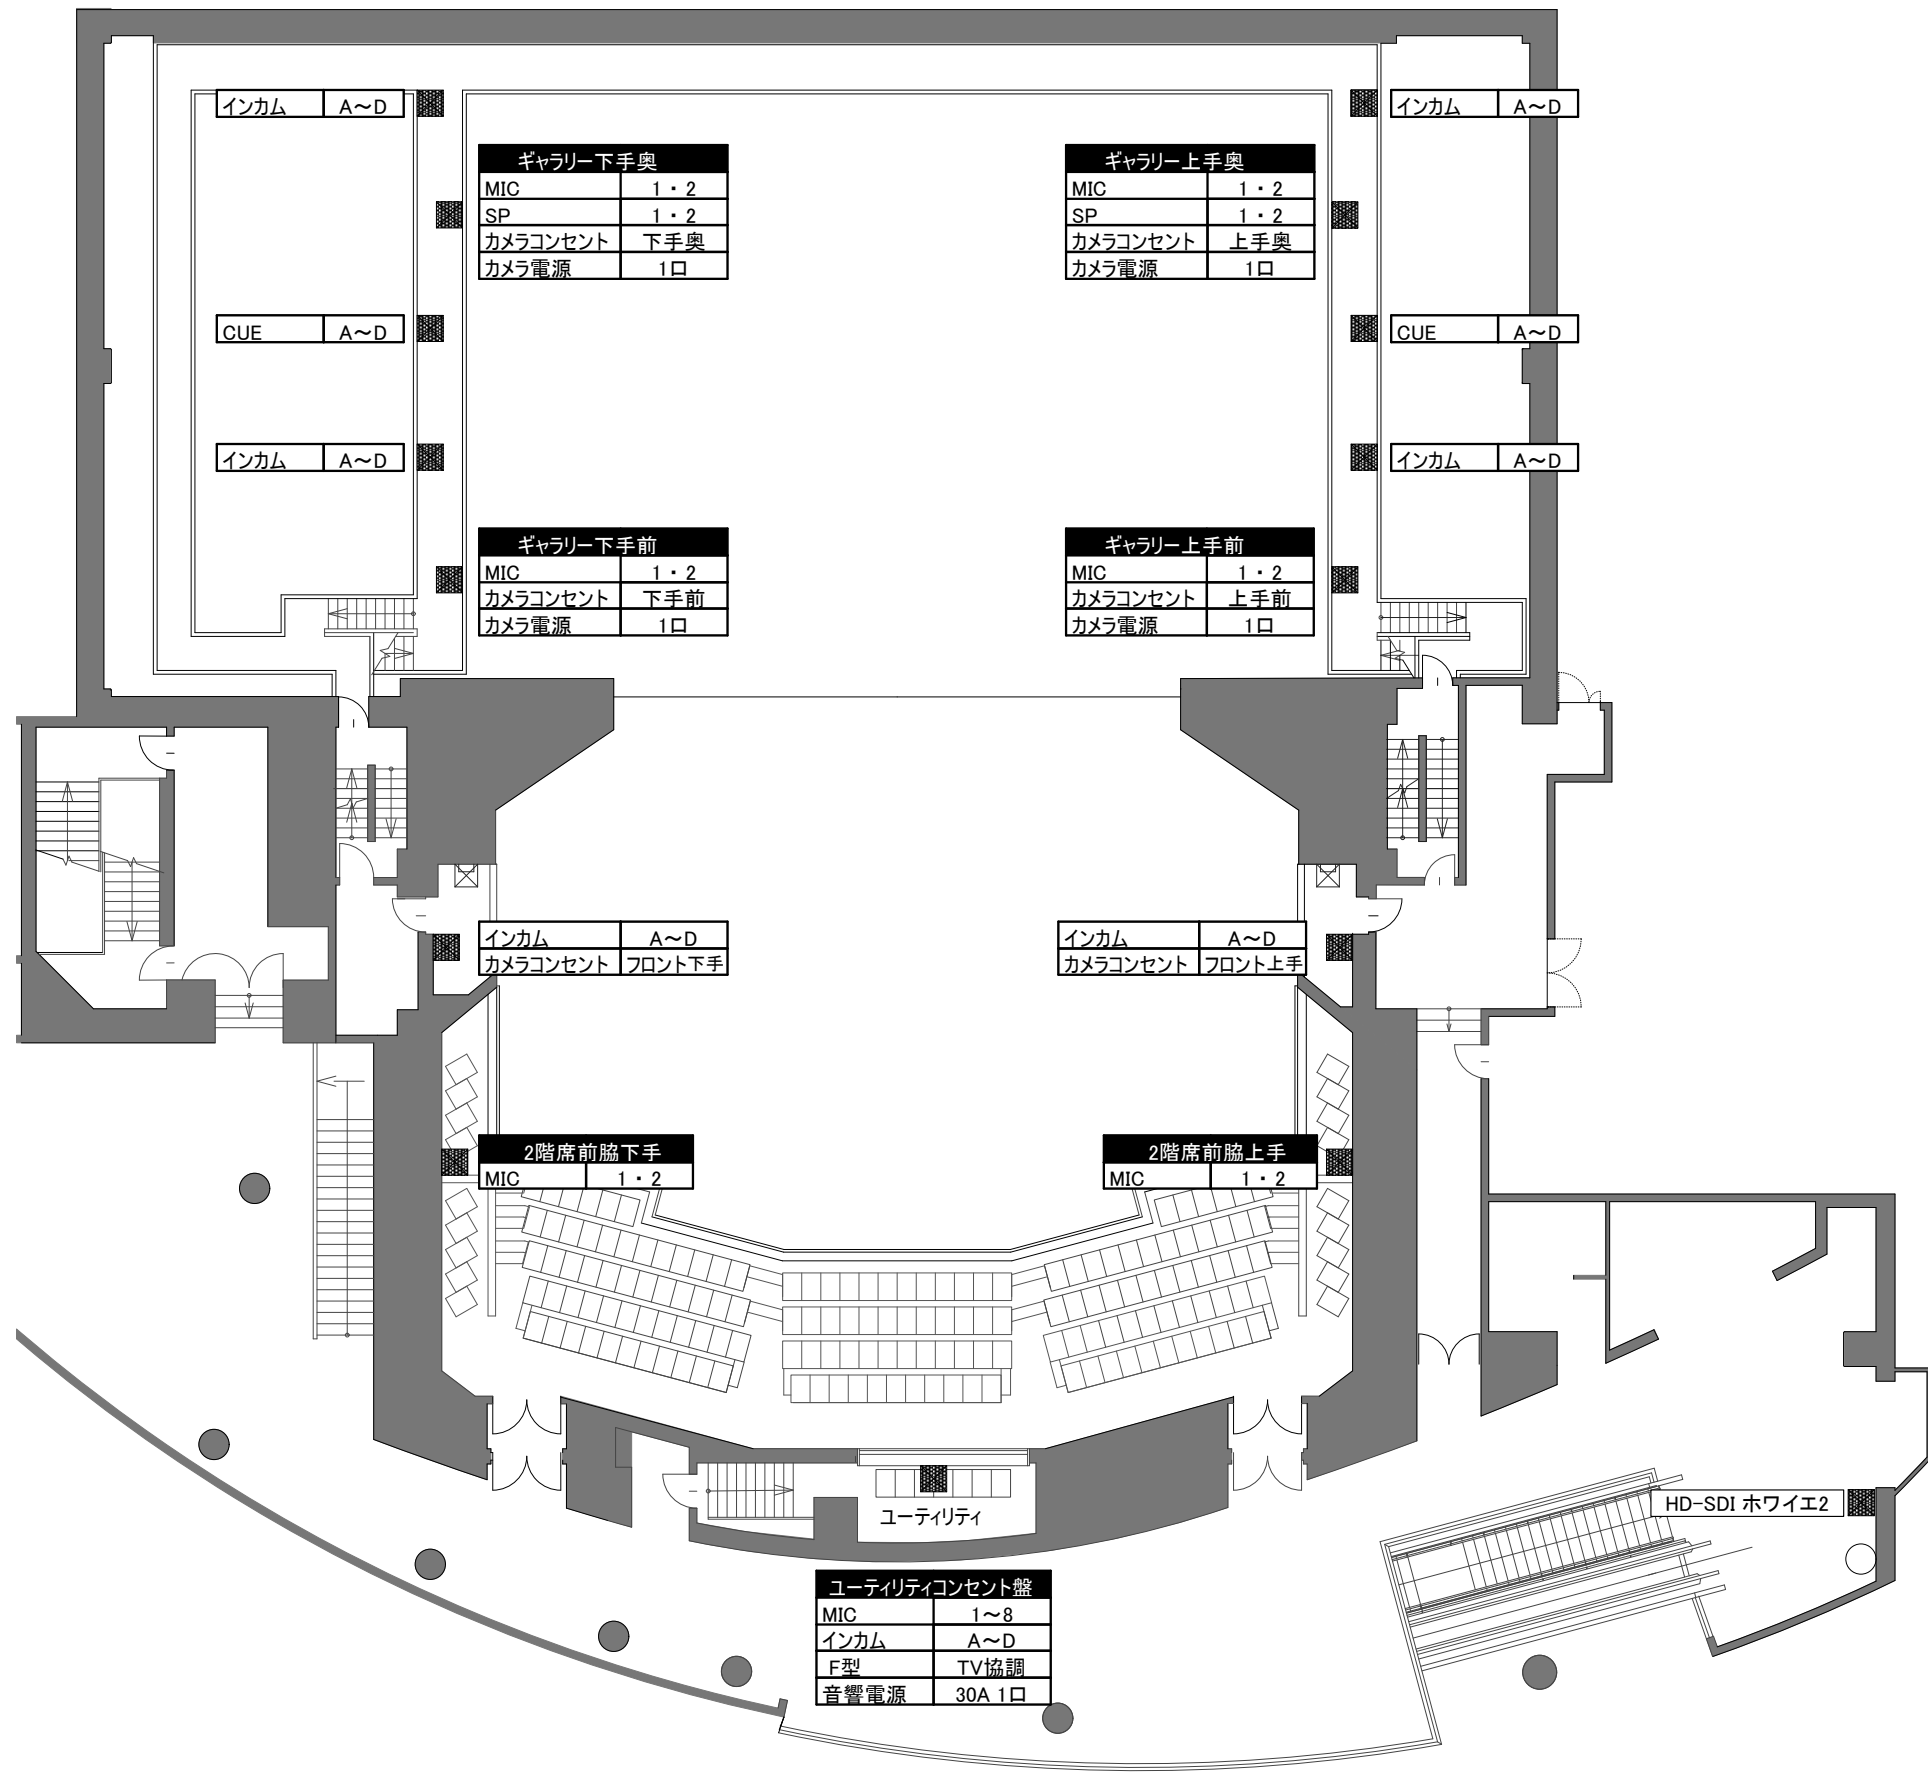 インカム A～D
インカム A～D
ギャラリー下手奥
MIC 1・2
SP 1・2
カメラコンセント 下手奥
カメラ電源 1口
ギャラリー上手奥
MIC 1・2
SP 1・2
カメラコンセント 上手奥
カメラ電源 1口
CUE A～D
CUE A～D
インカム A～D
インカム A～D
ギャラリー下手前
MIC 1・2
カメラコンセント 下手前
カメラ電源 1口
ギャラリー上手前
MIC 1・2
カメラコンセント 上手前
カメラ電源 1口
インカム A～D
カメラコンセント フロント下手
インカム A～D
カメラコンセント フロント上手
2階席前脇下手
MIC 1・2
2階席前脇上手
MIC 1・2
HD-SDI ホワイエ2
ユーティリティ
ユーティリティコンセント盤
MIC 1～8
インカム A～D
F型 TV協調
音響電源 30A 1口